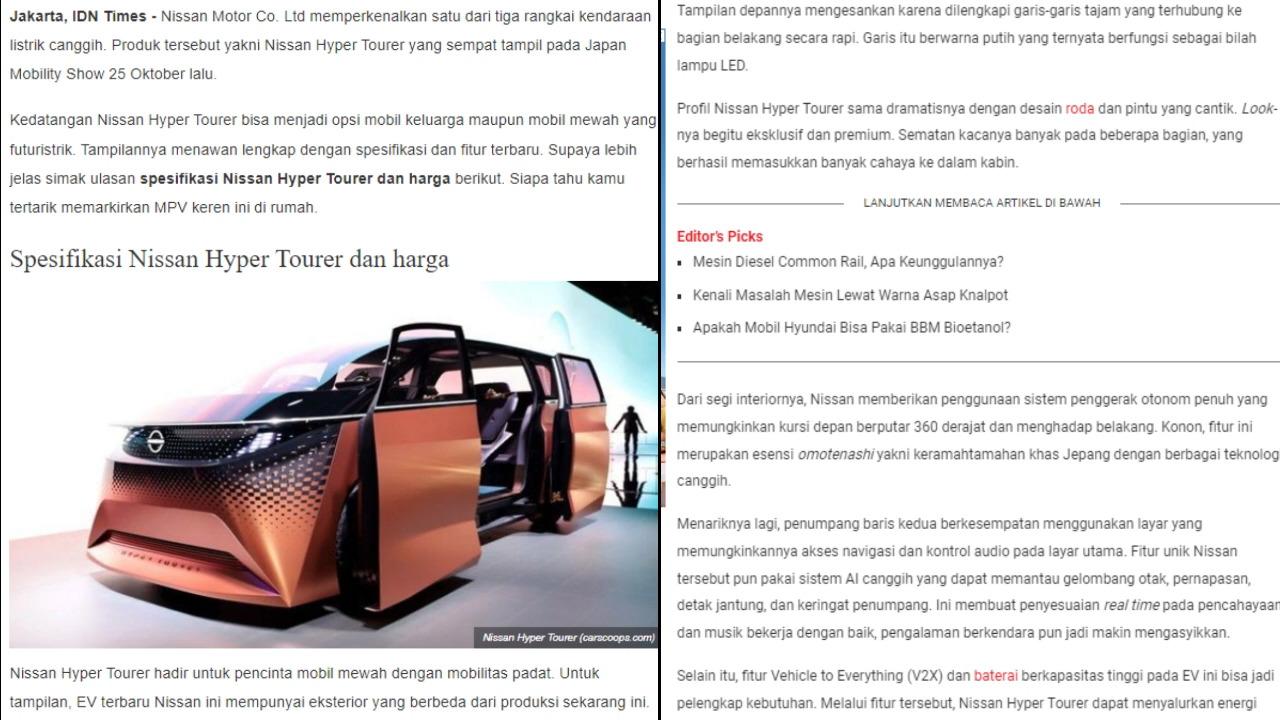 Jakarta, IDN Times - Nissan Motor Co. Ltd memperkenalkan satu dari tiga rangkai kendaraan
listrik canggih. Produk tersebut yakni Nissan Hyper Tourer yang sempat tampil pada Japan
Mobility Show 25 Oktober lalu.
Kedatangan Nissan Hyper Tourer bisa menjadi opsi mobil keluarga maupun mobil mewah yang
futuristrik. Tampilannya menawan lengkap dengan spesifikasi dan fitur terbaru. Supaya lebih
jelas simak ulasan spesifikasi Nissan Hyper Tourer dan harga berikut. Siapa tahu kamu
tertarik memarkirkan MPV keren ini di rumah.
Spesifikasi Nissan Hyper Tourer dan harga
HYPER TOURER
Nissan Hyper Tourer (carscoops.com)
Nissan Hyper Tourer hadir untuk pencinta mobil mewah dengan mobilitas padat. Untuk
tampilan, EV terbaru Nissan ini mempunyai eksterior yang berbeda dari produksi sekarang ini.
Tampilan depannya mengesankan karena dilengkapi garis-garis tajam yang terhubung ke
bagian belakang secara rapi. Garis itu berwarna putih yang ternyata berfungsi sebagai bilah
lampu LED.
Profil Nissan Hyper Tourer sama dramatisnya dengan desain roda dan pintu yang cantik. Look-
nya begitu eksklusif dan premium. Sematan kacanya banyak pada beberapa bagian, yang
berhasil memasukkan banyak cahaya ke dalam kabin.
LANJUTKAN MEMBACA ARTIKEL DI BAWAH
Editor's Picks
Mesin Diesel Common Rail, Apa Keunggulannya?
Kenali Masalah Mesin Lewat Warna Asap Knalpot
Apakah Mobil Hyundai Bisa Pakai BBM Bioetanol?
Dari segi interiornya, Nissan memberikan penggunaan sistem penggerak otonom penuh yang
memungkinkan kursi depan berputar 360 derajat dan menghadap belakang. Konon, fitur ini
merupakan esensi omotenashi yakni keramahtamahan khas Jepang dengan berbagai teknolog
canggih.
Menariknya lagi, penumpang baris kedua berkesempatan menggunakan layar yang
memungkinkannya akses navigasi dan kontrol audio pada layar utama. Fitur unik Nissan
tersebut pun pakai sistem AI canggih yang dapat memantau gelombang otak, pernapasan,
detak jantung, dan keringat penumpang. Ini membuat penyesuaian real time pada pencahayaan
dan musik bekerja dengan baik, pengalaman berkendara pun jadi makin mengasyikkan.
Selain itu, fitur Vehicle to Everything (V2X) dan baterai berkapasitas tinggi pada EV ini bisa jadi
pelengkap kebutuhan. Melalui fitur tersebut, Nissan Hyper Tourer dapat menyalurkan energi